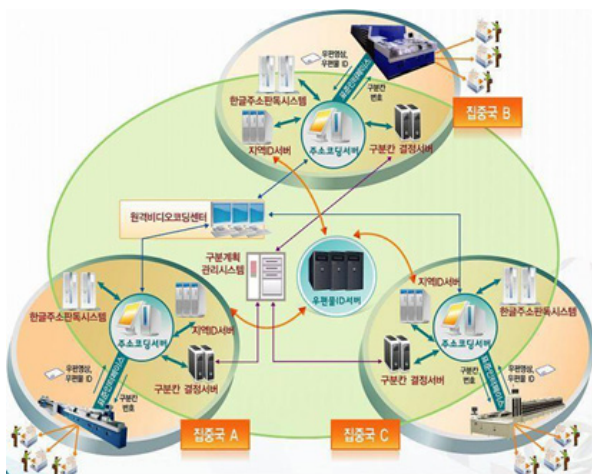 우편영상,
우편물 ID
표준인터페이스
구분칸
번호
한글주소판독시스템
지역ID서버
주소코딩서버
구분칸 결정서버
집중국 B
원격비디오코딩센터
구분계획
관리시스템
우편물ID서버
한글주소판독시스템
지역ID서버
주소코딩서버
구분칸 결정서버
우편영상,
우편물 ID
표준인터페이스
구분칸
번호
집중국 A
지역ID서버
한글주소판독시스템
주소코딩서버
구분칸 결정서버
구분칸
번호
표준인터페이스
우편영상,
우편물 ID
집중국 C